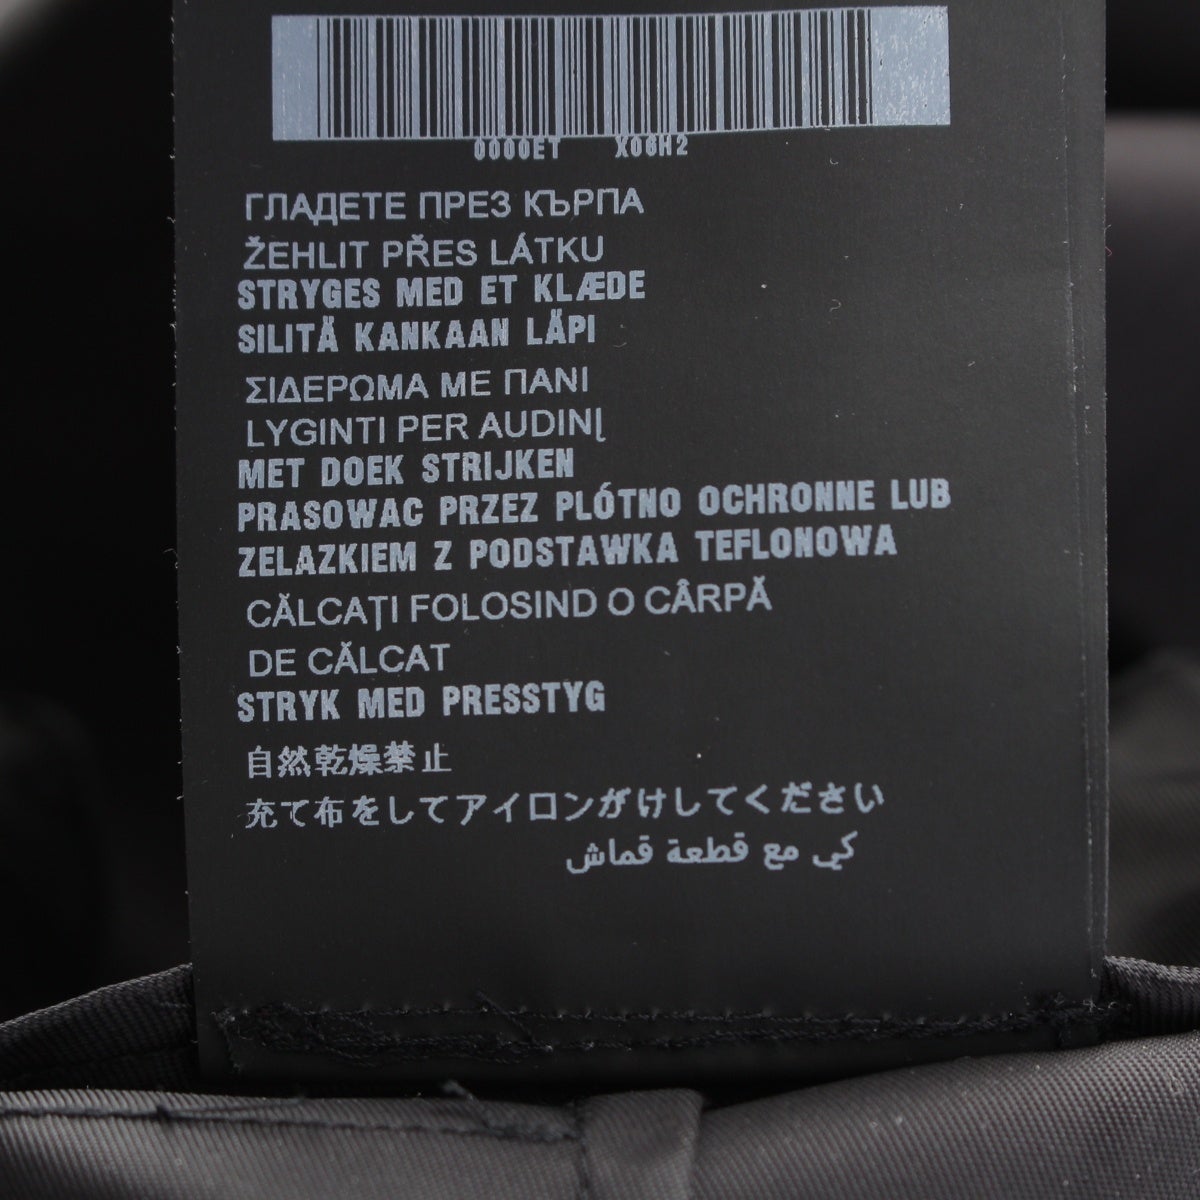 0000ET X06H2
ГЛАДЕТЕ ПРЕЗ КЪРПА
ŽEHLIT PŘES LÁTKU
STRYGES MED ET KLÆDE
SILITÄ KANKAAN LÄPI
ΣΙΔΕΡΩΜΑ ΜΕ ΠΑΝΙ
LYGINTI PER AUDINĮ
MET DOEK STRIJKEN
PRASOWAC PRZEZ PLÓTNO OCHRONNE LUB
ZELAZKIEM Z PODSTAWKA TEFLONOWA
CĂLCAŢI FOLOSIND O CÂRPĂ
DE CĂLCAT
STRYK MED PRESSTYG
自然乾燥禁止
充て布をしてアイロンがけしてください
كي مع قطعة قماش